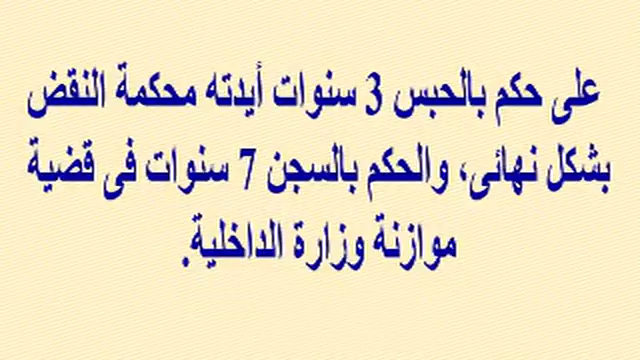 على حكم بالحبس 3 سنوات أيدته محكمة النقض
بشكل نهائى، والحكم بالسجن 7 سنوات فى قضية
موازنة وزارة الداخلية.